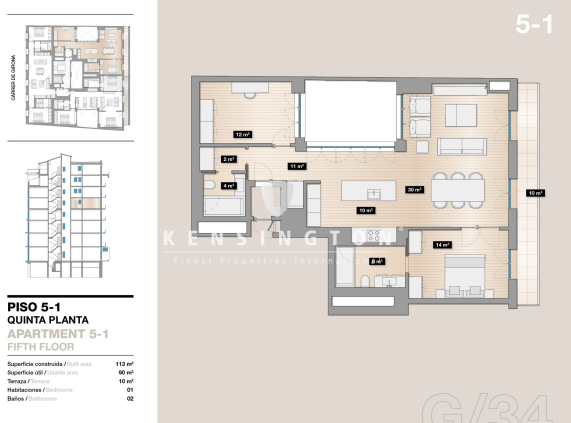 5-1
CARRER DE GIRONA
12 m²
2 m²
11 m²
4 m²
30 m²
10 m²
10 m²
14 m²
8 m²
KENSINGTON
Finest Properties International
PISO 5-1
QUINTA PLANTA
APARTMENT 5-1
FIFTH FLOOR
Superfície construida / Built area 113 m²
Superfície útil / Usable area 90 m²
Terraza / Terrace 10 m²
Habitaciones / Bedrooms 01
Baños / Bathrooms 02
G/34